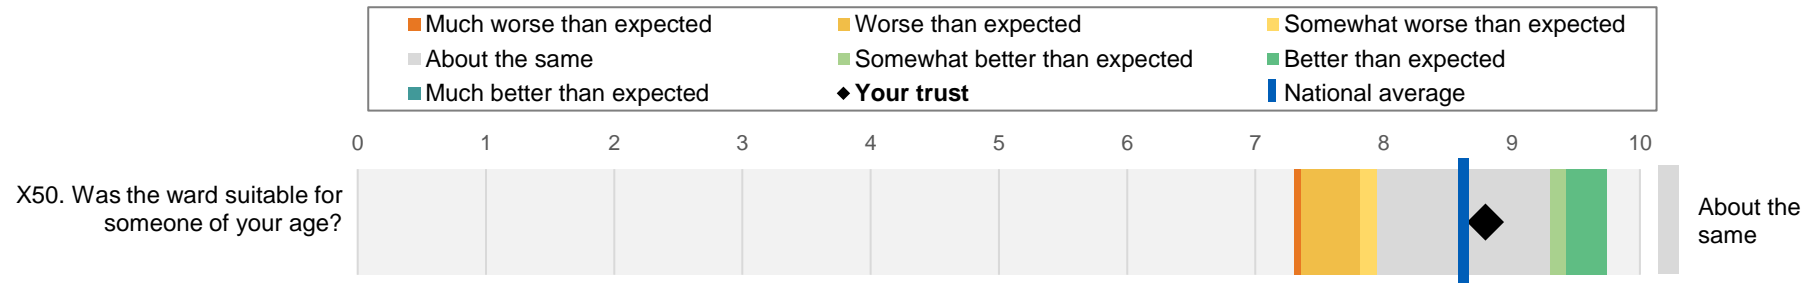 Much worse than expected
Worse than expected
Somewhat worse than expected
About the same
Somewhat better than expected
Better than expected
Much better than expected
Your trust
National average
0 1 2 3 4 5 6 7 8 9 10
X50. Was the ward suitable for
someone of your age?
About the
same